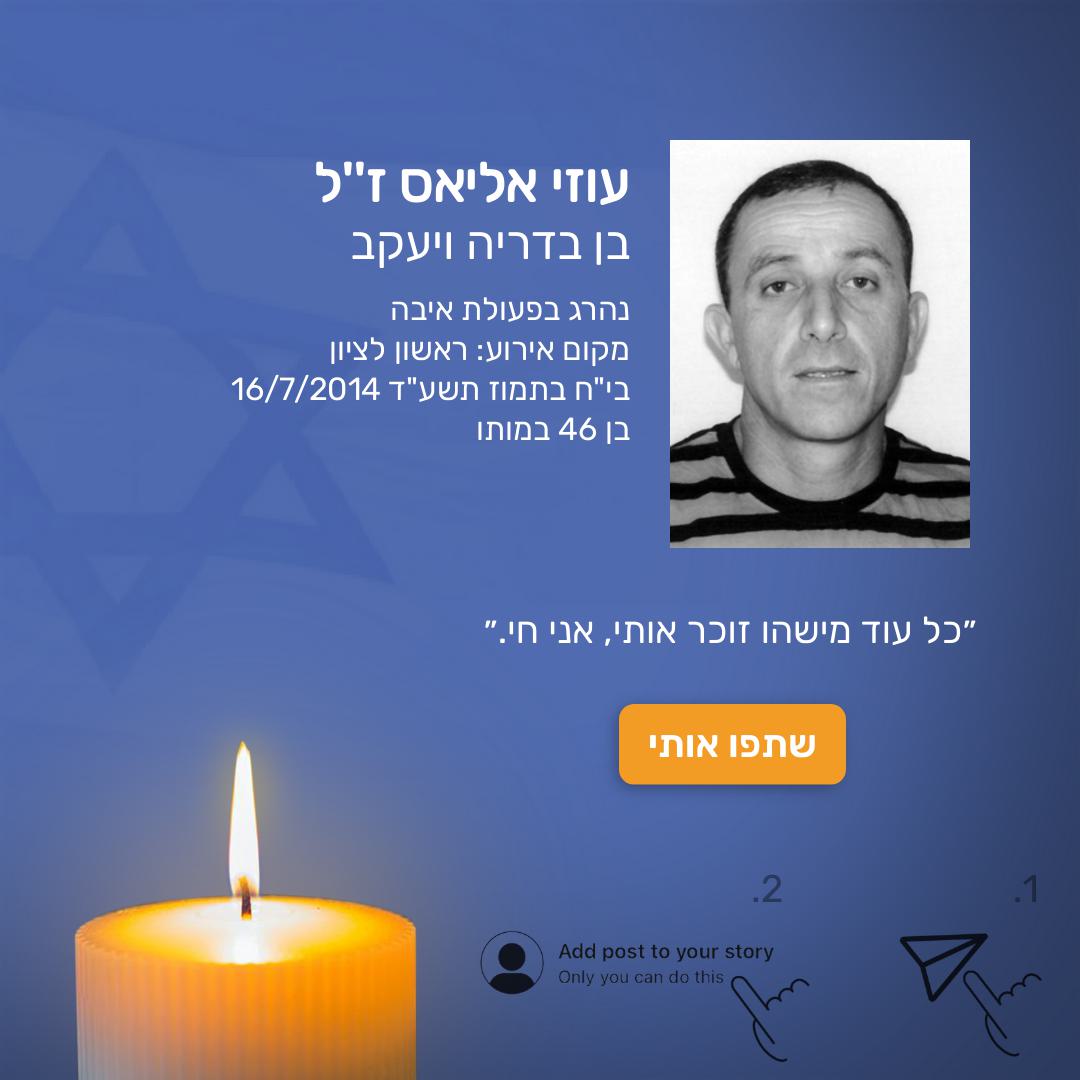 עוזי אליאס ז"ל
בן בדריה ויעקב
נהרג בפעולת איבה
מקום אירוע: ראשון לציון
בי"ח בתמוז תשע"ד 16/7/2014
בן 46 במותו
״כל עוד מישהו זוכר אותי, אני חי.״
שתפו אותי
1.
2.
Add post to your story
Only you can do this